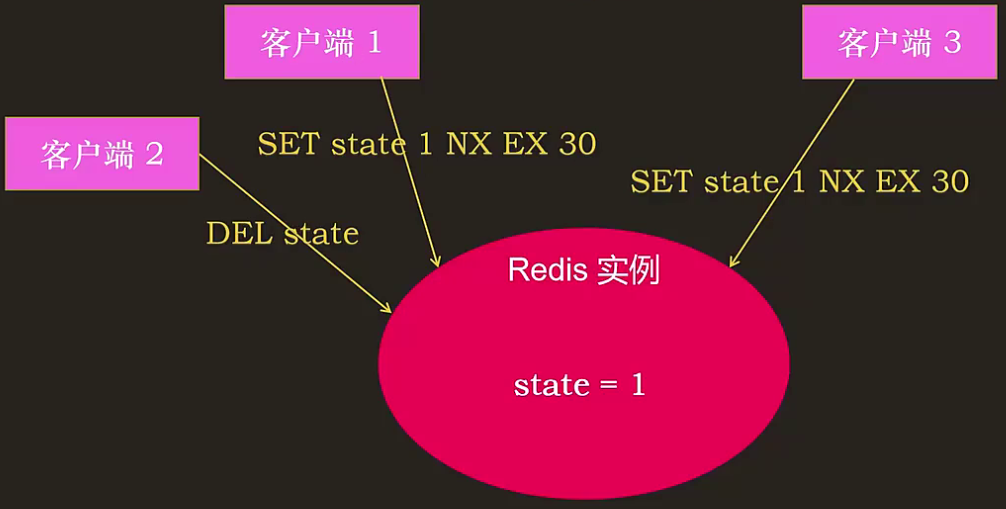 客户端 1
客户端 3
客户端 2
SET state 1 NX EX 30
SET state 1 NX EX 30
DEL state
Redis 实例
state = 1